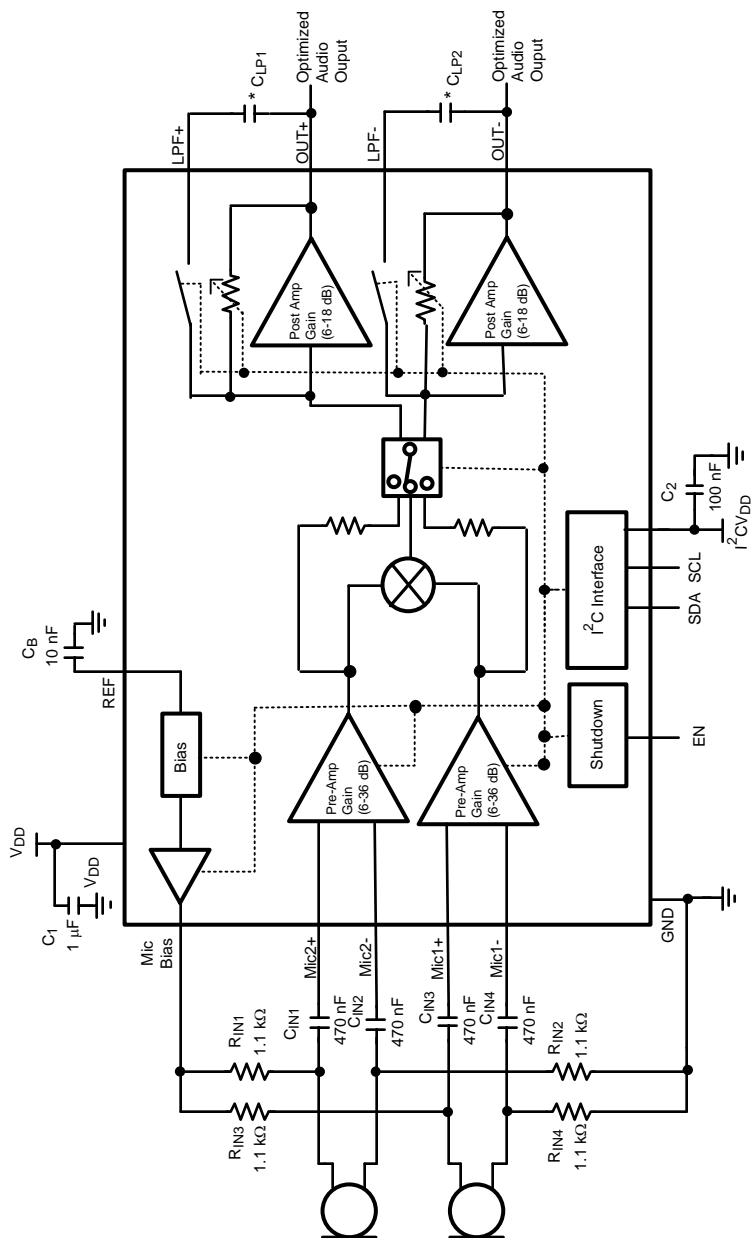 LPF+
* CLP1
OUT+
Optimized
Audio
Ouput
LPF-
* CLP2
OUT-
Optimized
Audio
Ouput
Post Amp
Gain
(6-18 dB)
Post Amp
Gain
(6-18 dB)
CB
10 nF
REF
Bias
VDD
VDD
C1
1 µF
Mic
Bias
Pre-Amp
Gain
(6-36 dB)
Pre-Amp
Gain
(6-36 dB)
I2C Interface
Shutdown
C2
100 nF
I2CVDD
SCL
SDA
EN
GND
Mic2+
Mic2-
Mic1+
Mic1-
CIN1
470 nF
CIN2
470 nF
CIN3
470 nF
CIN4
470 nF
RIN1
1.1 kΩ
RIN3
1.1 kΩ
RIN2
1.1 kΩ
RIN4
1.1 kΩ